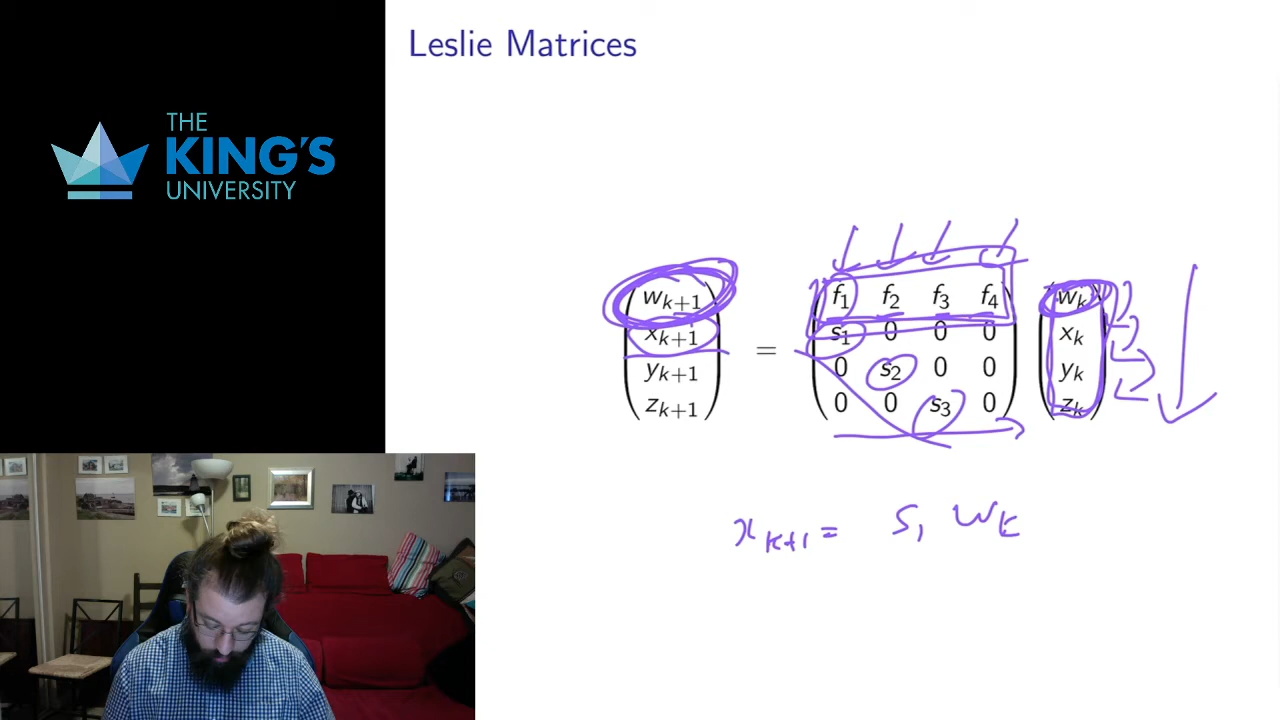 Leslie Matrices
THE
KING'S
UNIVERSITY
w_{k+1} f_1 f_2 f_3 f_4 w_k
x_{k+1} s_1 0 0 0 x_k
= 
y_{k+1} 0 s_2 0 0 y_k
z_{k+1} 0 0 s_3 0 z_k
x_{k+1} = s_1 w_k